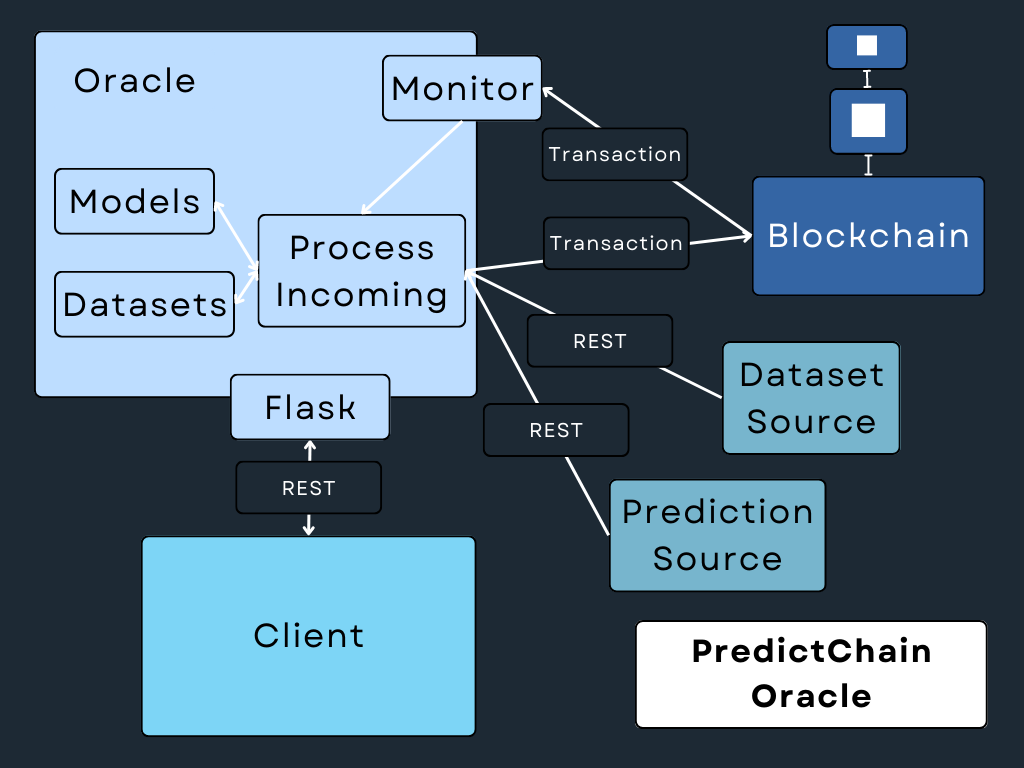 Oracle
Monitor
Transaction
Models
Process
Incoming
Transaction
Blockchain
Datasets
REST
Dataset
Source
Flask
REST
REST
Prediction
Source
Client
PredictChain
Oracle